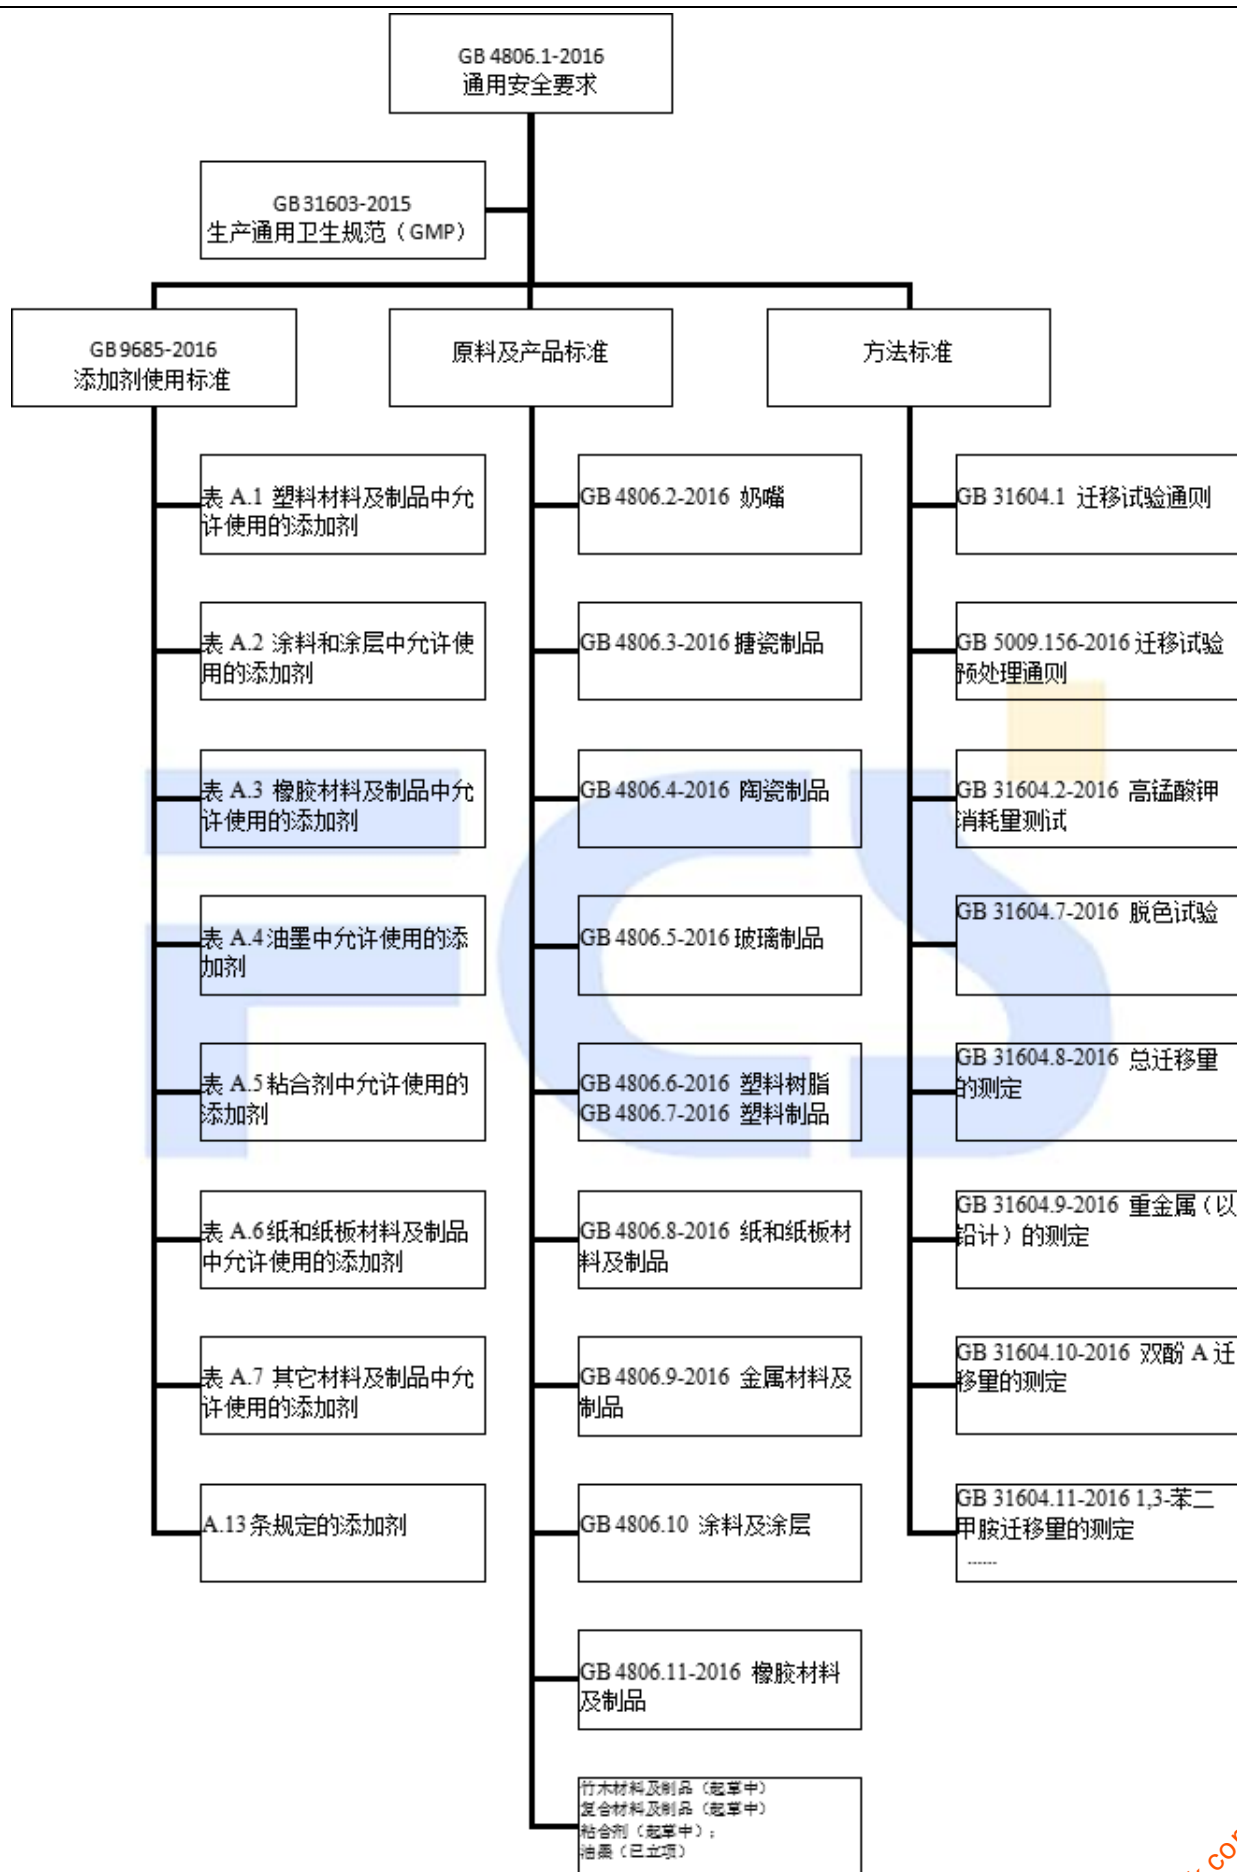 GB 4806.1-2016
通用安全要求
GB 31603-2015
生产通用卫生规范（GMP）
GB 9685-2016
添加剂使用标准
原料及产品标准
方法标准
表 A.1 塑料材料及制品中允
许使用的添加剂
表 A.2 涂料和涂层中允许使
用的添加剂
表 A.3 橡胶材料及制品中允
许使用的添加剂
表 A.4 油墨中允许使用的添
加剂
表 A.5 粘合剂中允许使用的
添加剂
表 A.6 纸和纸板材料及制品
中允许使用的添加剂
表 A.7 其它材料及制品中允
许使用的添加剂
A.13 条规定的添加剂
GB 4806.2-2016 奶嘴
GB 4806.3-2016 搪瓷制品
GB 4806.4-2016 陶瓷制品
GB 4806.5-2016 玻璃制品
GB 4806.6-2016 塑料树脂
GB 4806.7-2016 塑料制品
GB 4806.8-2016 纸和纸板材
料及制品
GB 4806.9-2016 金属材料及
制品
GB 4806.10 涂料及涂层
GB 4806.11-2016 橡胶材料
及制品
竹木材料及制品（起草中）
复合材料及制品（起草中）
粘合剂（起草中）；
油墨（已立项）
GB 31604.1 迁移试验通则
GB 5009.156-2016 迁移试验
预处理通则
GB 31604.2-2016 高锰酸钾
消耗量测试
GB 31604.7-2016 脱色试验
GB 31604.8-2016 总迁移量
的测定
GB 31604.9-2016 重金属（以
铅计）的测定
GB 31604.10-2016 双酚 A 迁
移量的测定
GB 31604.11-2016 1,3-苯二
甲胺迁移量的测定
......
FCS